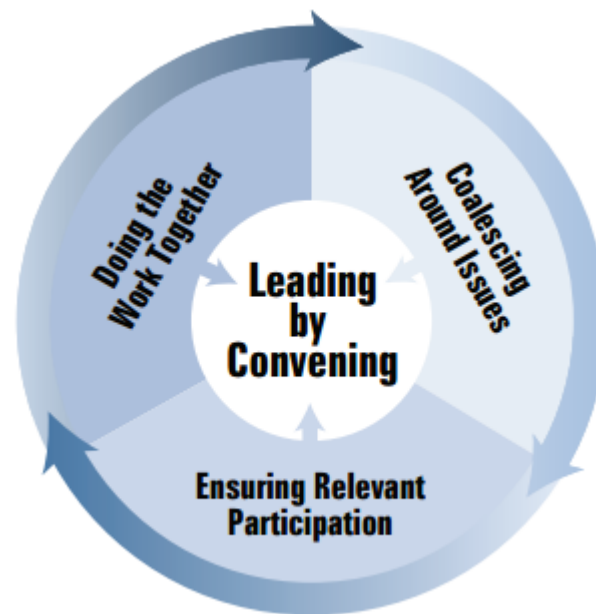 Doing the
Work Together
Coalescing
Around Issues
Leading
by
Convening
Ensuring Relevant
Participation